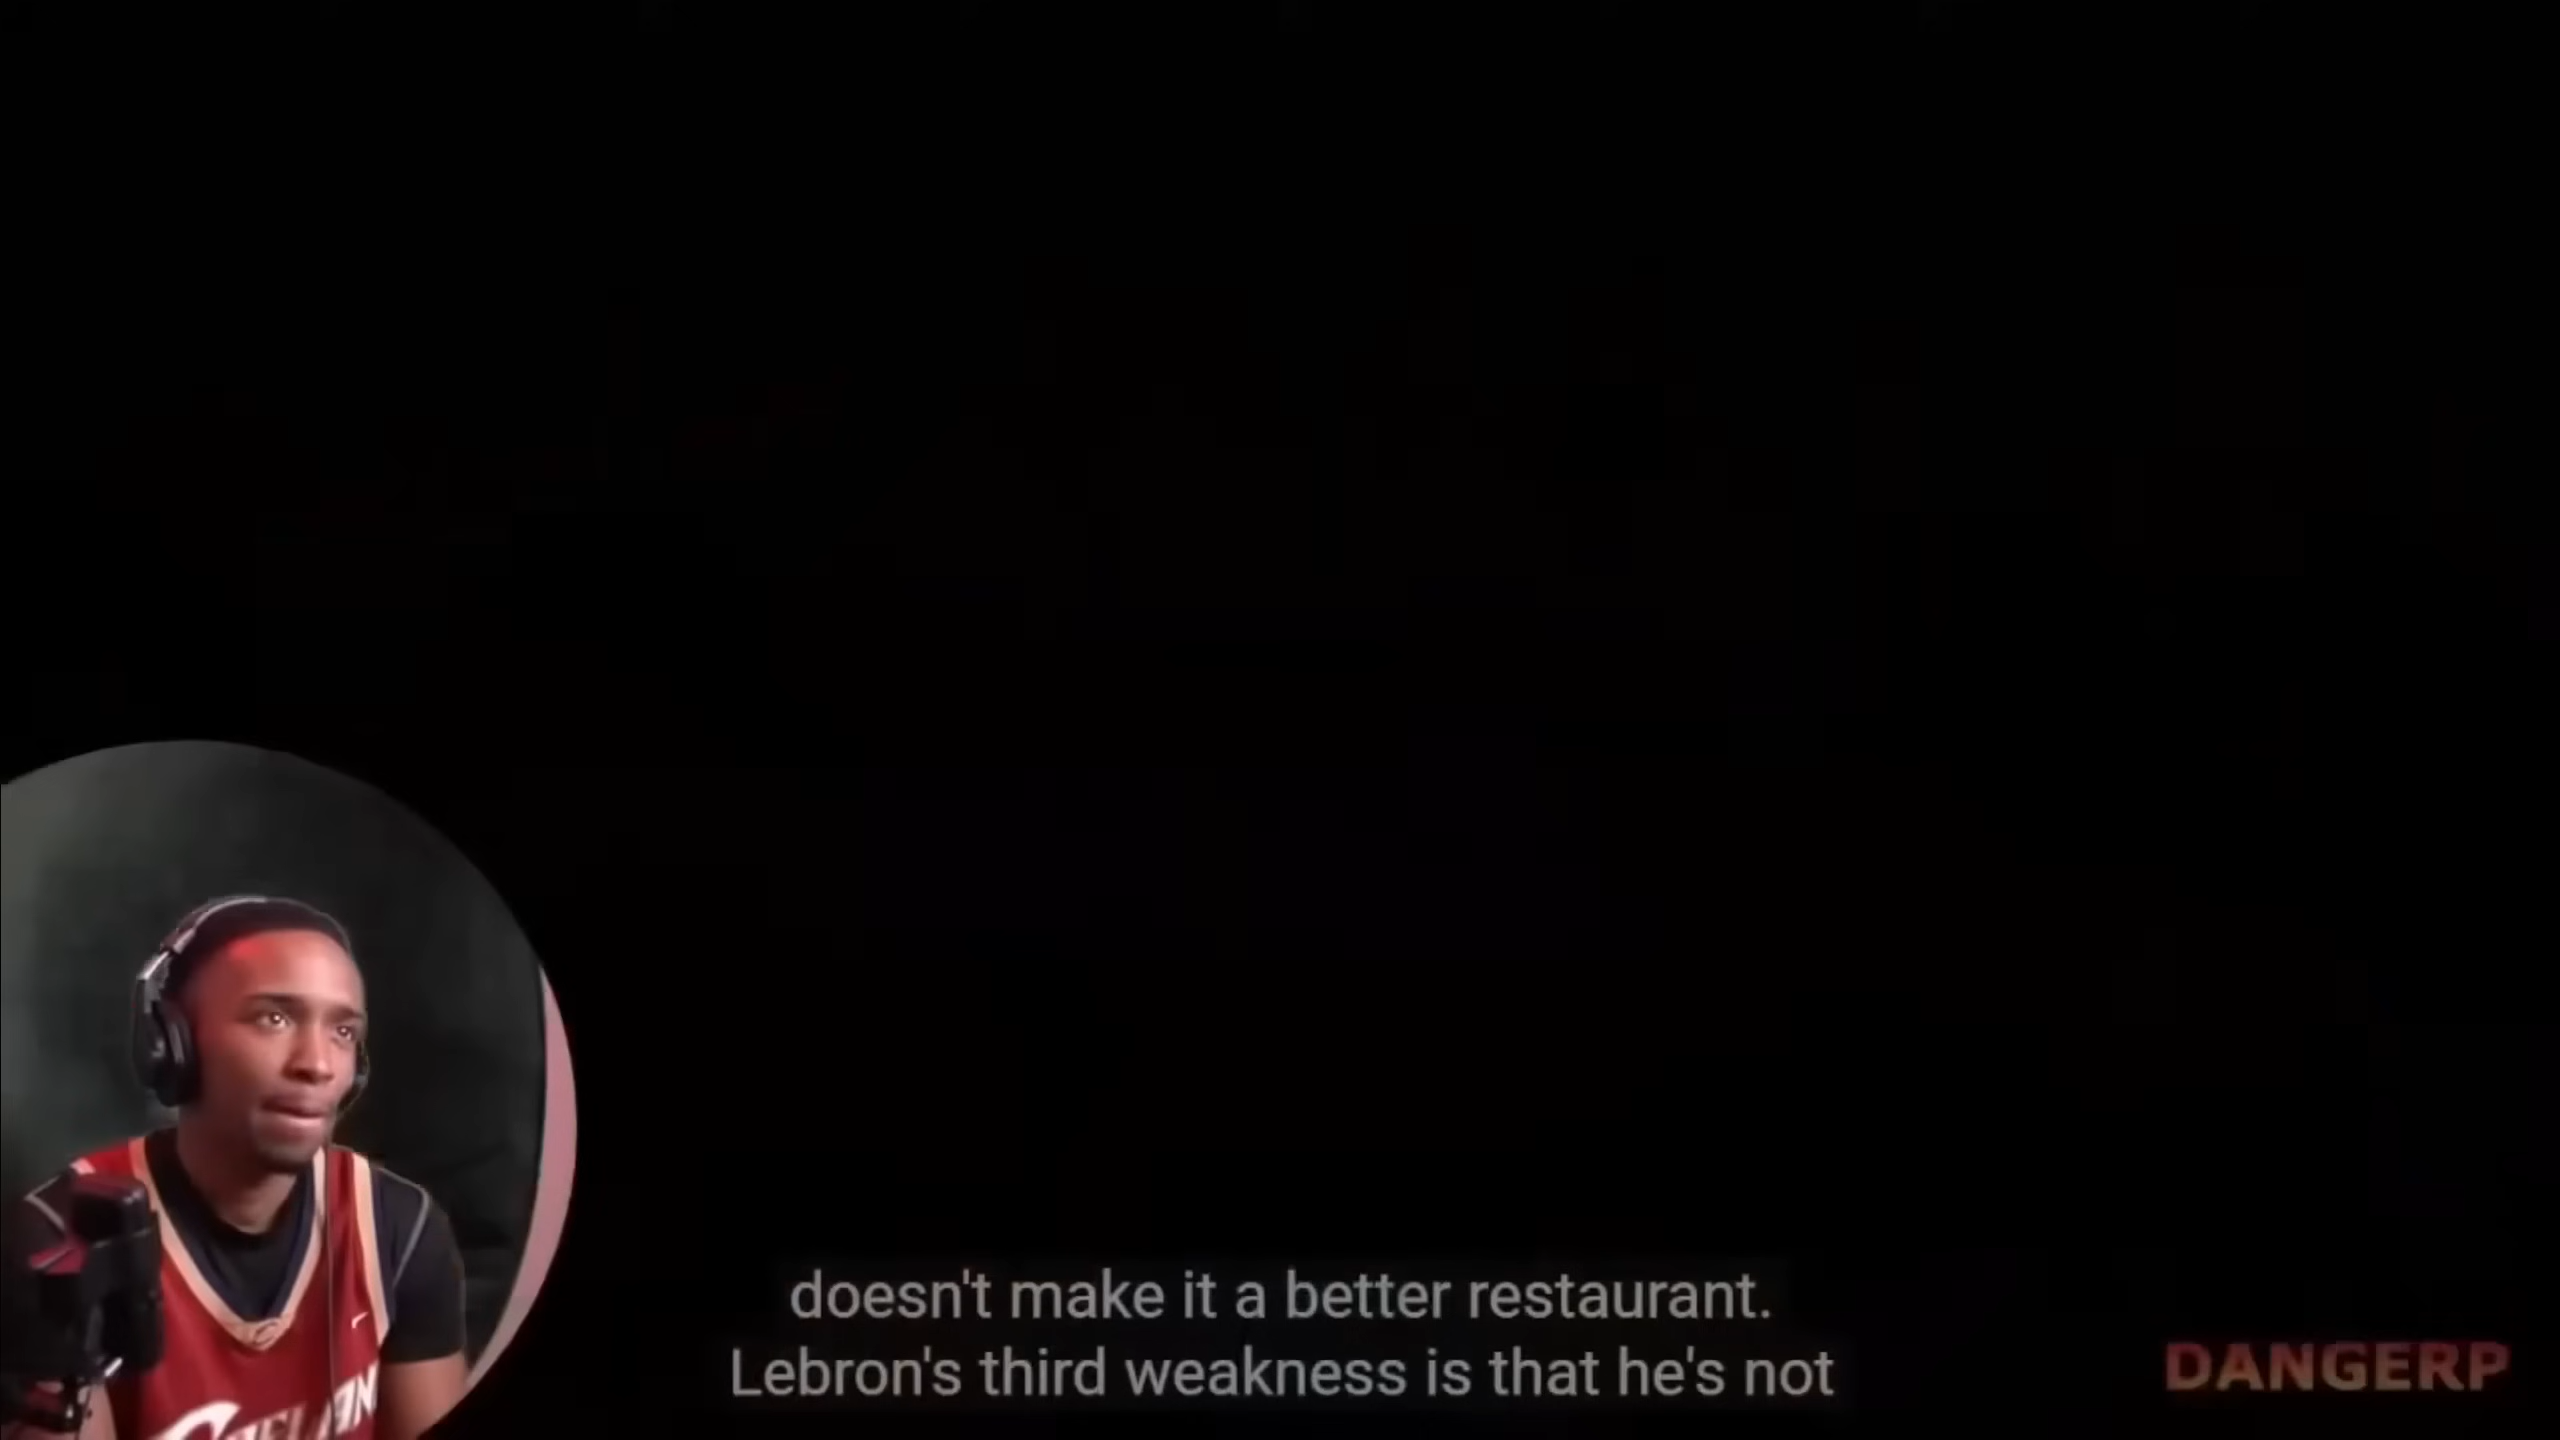 doesn't make it a better restaurant.
Lebron's third weakness is that he's not
DANGERP